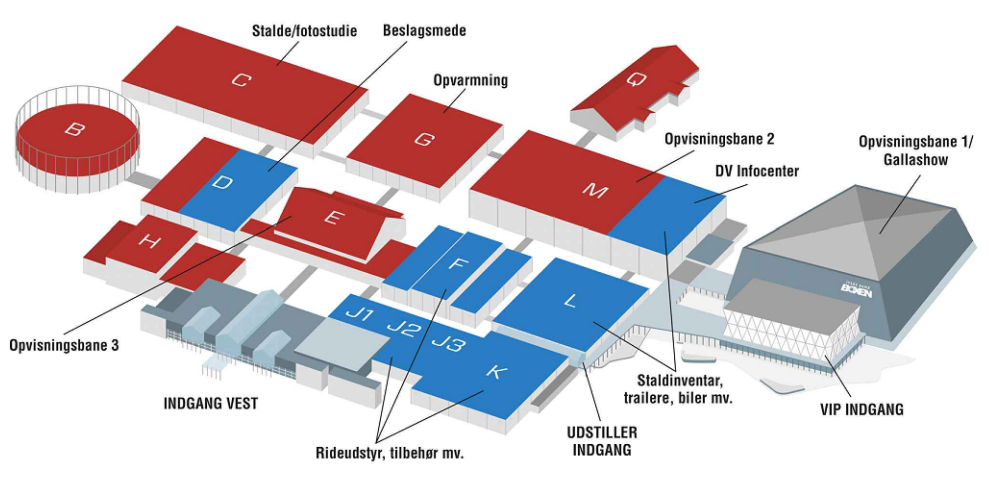 Stalde/fotostudie
Beslagsmede
Opvarmning
C
Q
G
B
Opvisningsbane 2
Opvisningsbane 1/
Gallashow
DV Infocenter
D
M
E
H
F
L
BOXEN
J1 J2 J3
K
Opvisningsbane 3
INDGANG VEST
Staldinventar,
trailere, biler mv.
VIP INDGANG
UDSTILLER
INDGANG
Rideudstyr, tilbehør mv.